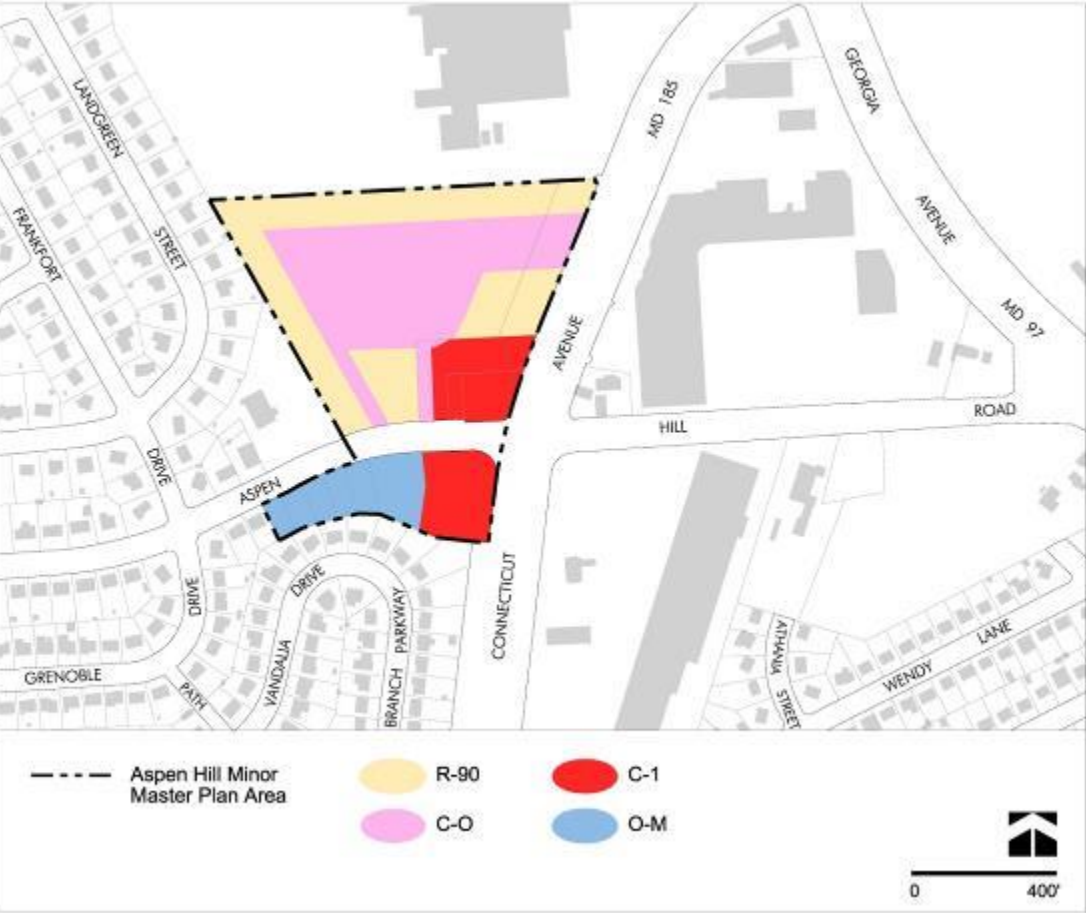 LANDGREEN
STREET
FRANKFORT
DRIVE
MD 185
GEORGIA
AVENUE
MD 97
AVENUE
HILL
ROAD
ASPEN
DRIVE
DRIVE
PARKWAY
BRANCH
VANDALIA
GRENOBLE
PATH
CONNECTICUT
ATHANIA
STREET
WENDY
LANE
Aspen Hill Minor
Master Plan Area
R-90
C-1
C-O
O-M
0 400'